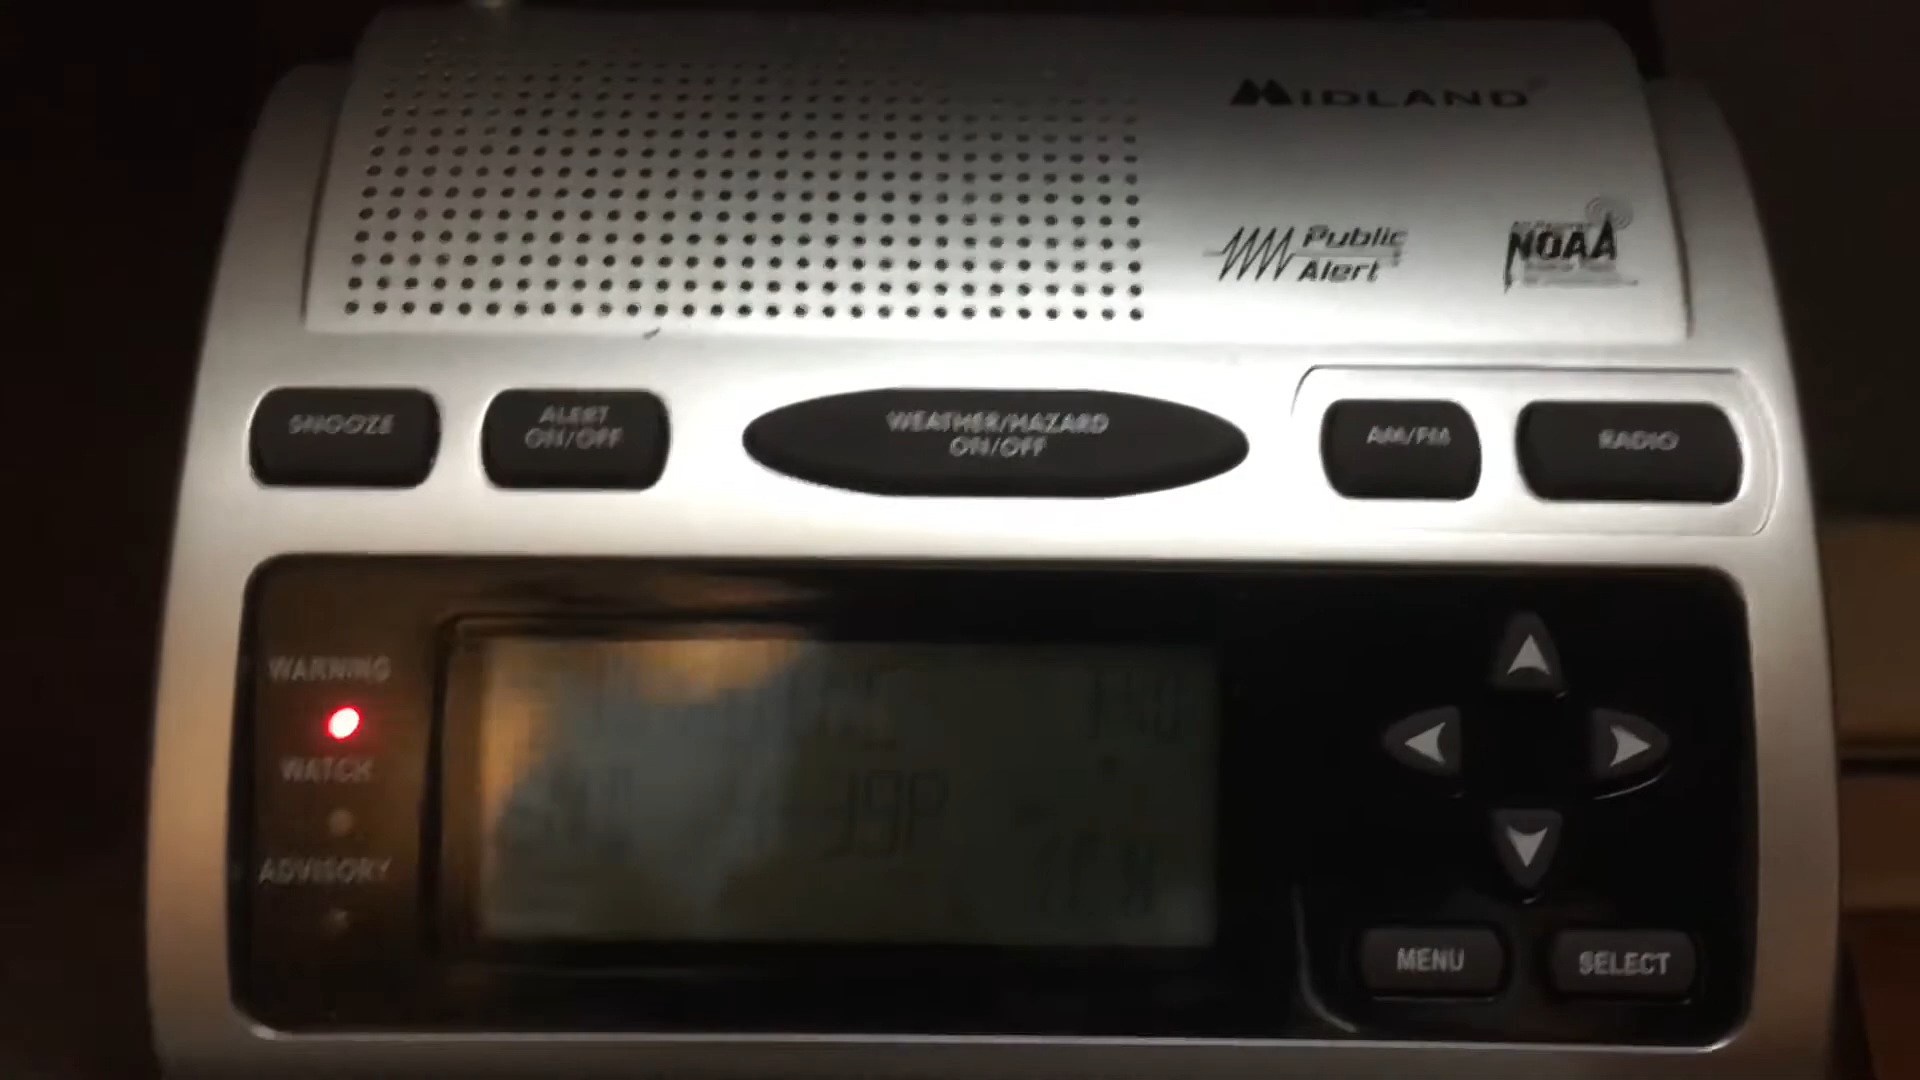 MIDLAND
Public
Alert
NOAA
SNOOZE
ALERT
ON/OFF
WEATHER/HAZARD
ON/OFF
AM/FM
RADIO
WARNING
WATCH
ADVISORY
MENU
SELECT